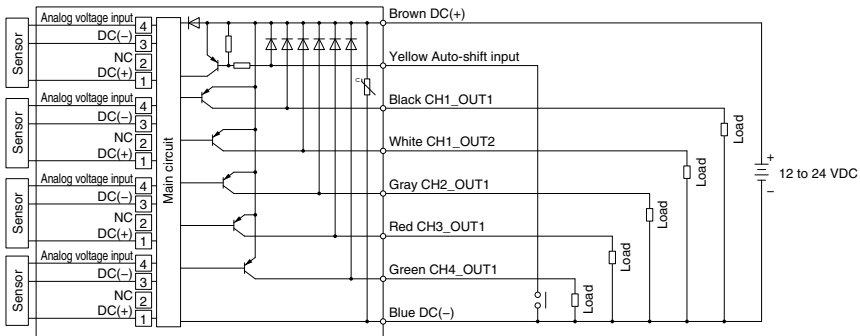 Sensor
Analog voltage input 4
DC(−) 3
NC 2
DC(+) 1
Sensor
Analog voltage input 4
DC(−) 3
NC 2
DC(+) 1
Sensor
Analog voltage input 4
DC(−) 3
NC 2
DC(+) 1
Sensor
Analog voltage input 4
DC(−) 3
NC 2
DC(+) 1
Main circuit
Brown DC(+)
Yellow Auto-shift input
Black CH1_OUT1
White CH1_OUT2
Gray CH2_OUT1
Red CH3_OUT1
Green CH4_OUT1
Blue DC(−)
Load
Load
Load
Load
Load
+
12 to 24 VDC
−